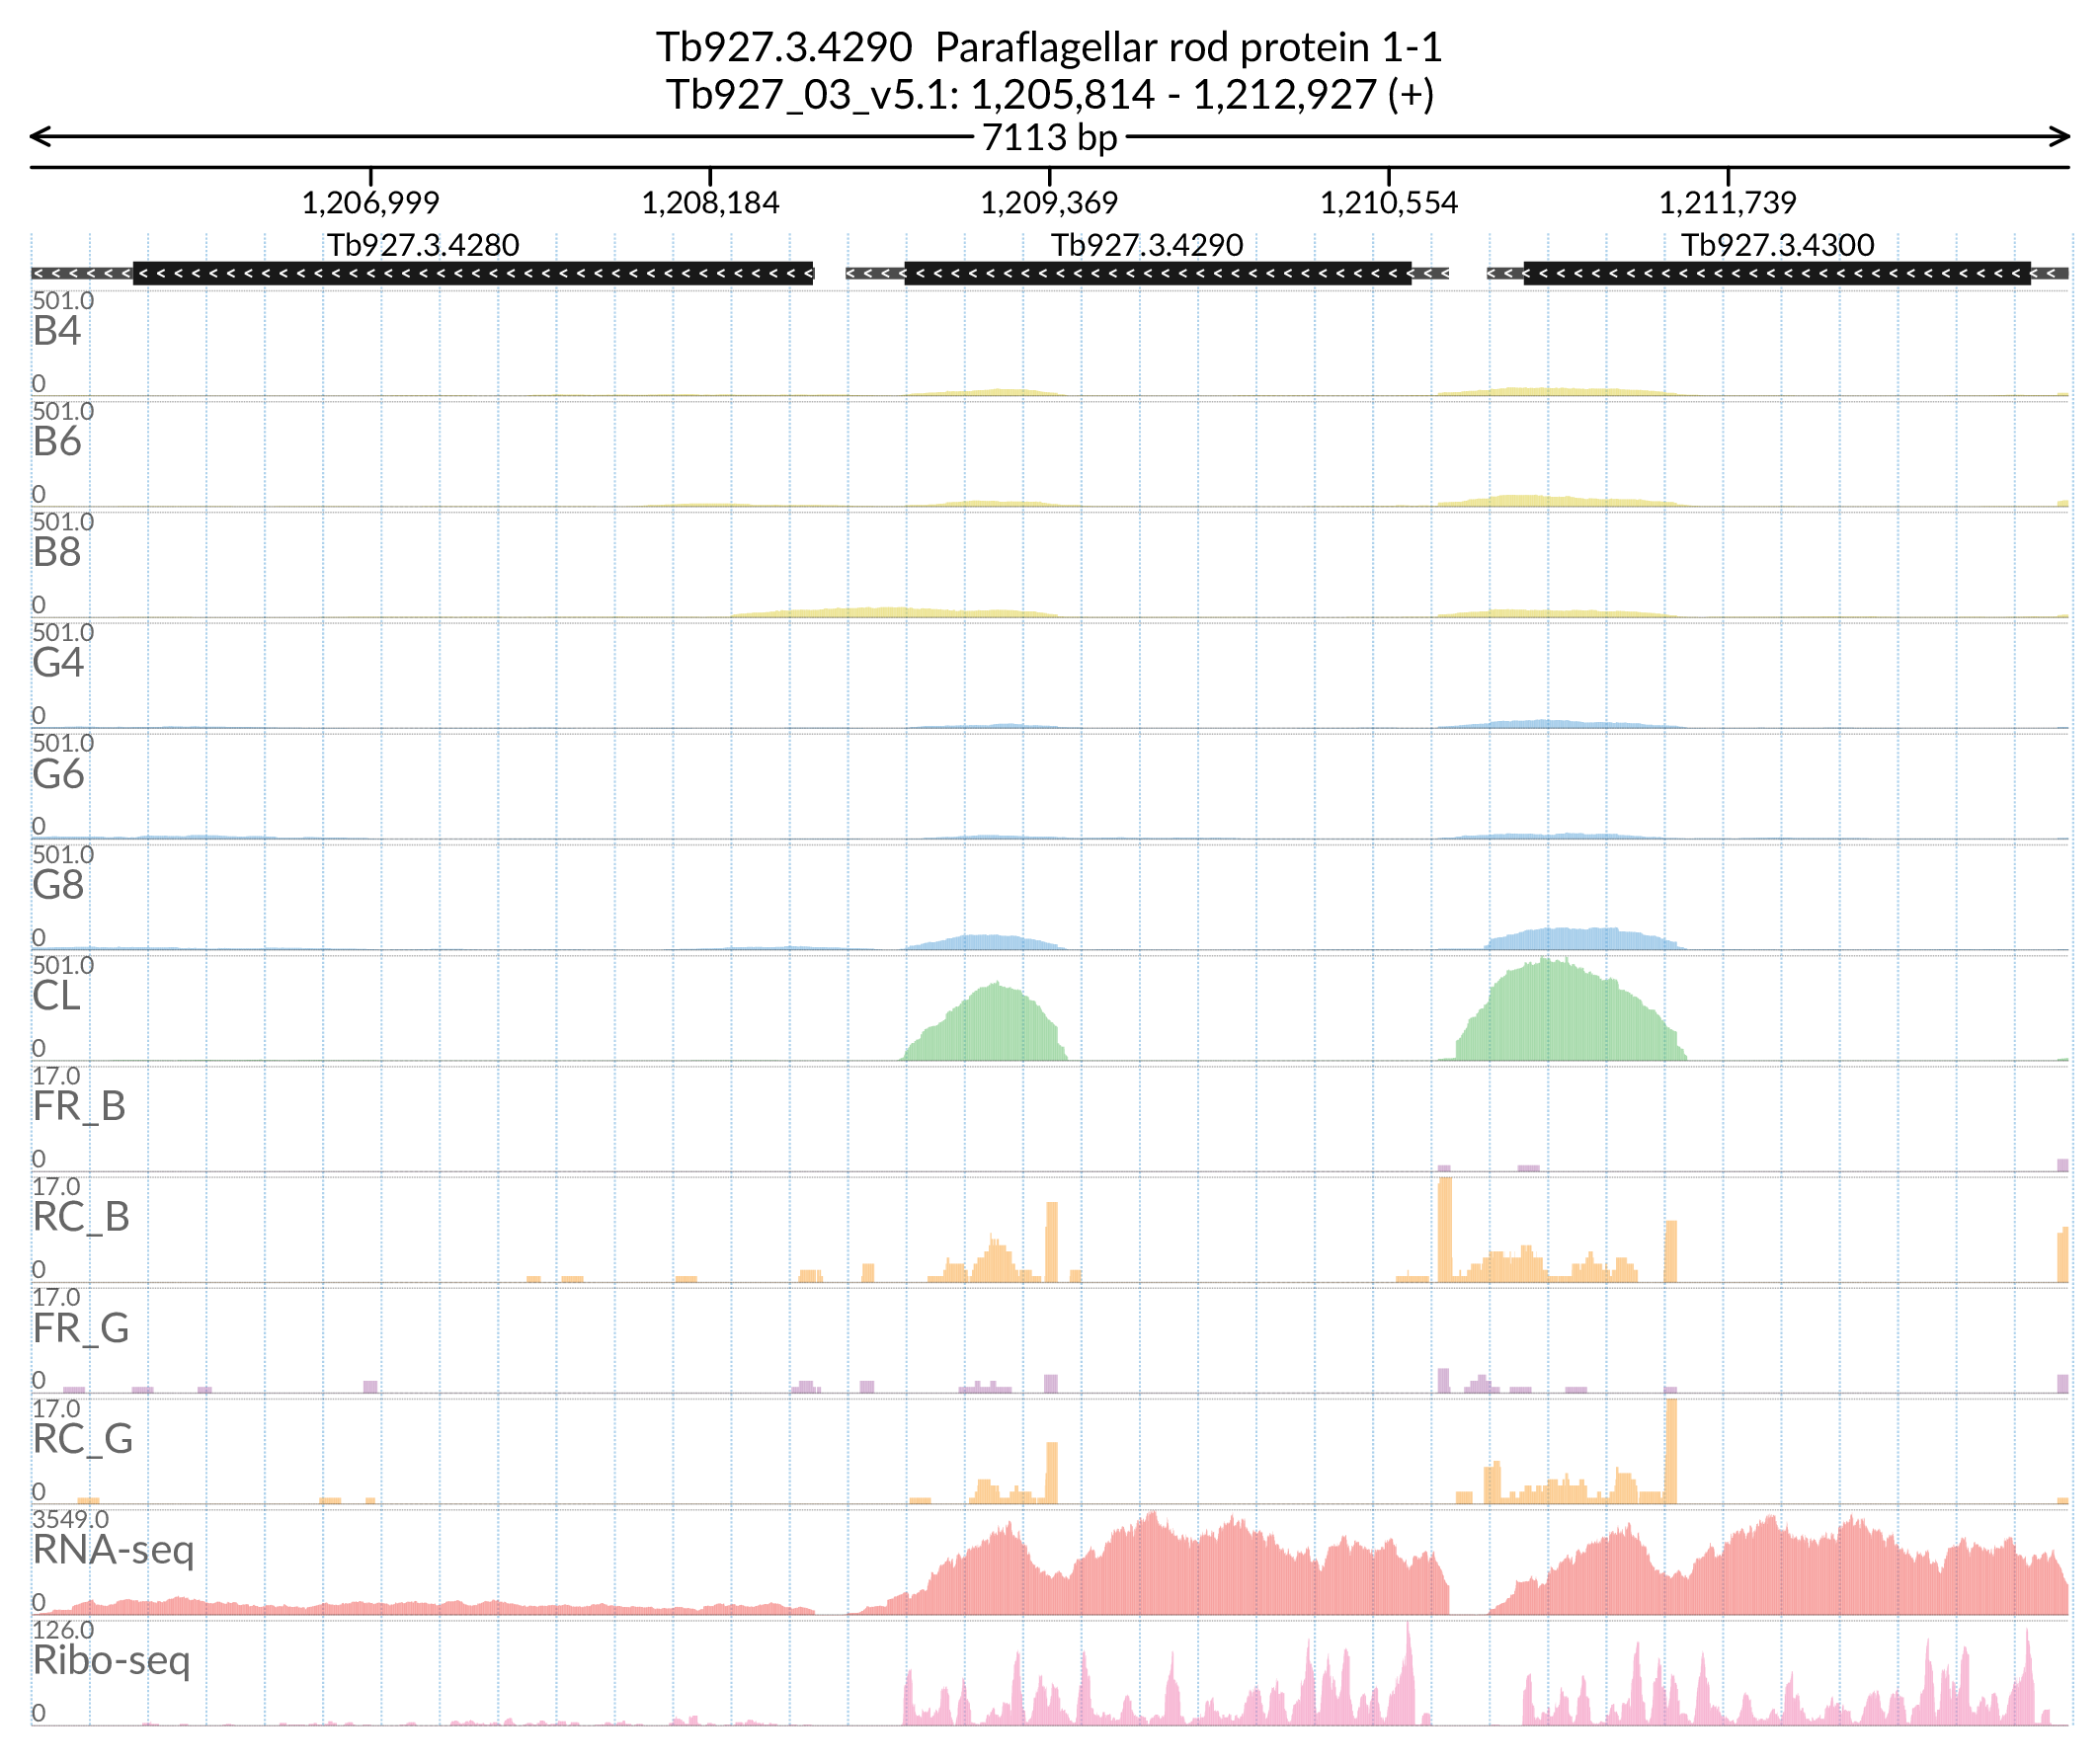 Tb927.3.4290  Paraflagellar rod protein 1-1
Tb927_03_v5.1: 1,205,814 - 1,212,927 (+)
7113 bp
1,206,999 1,208,184 1,209,369 1,210,554 1,211,739
Tb927.3.4280 Tb927.3.4290 Tb927.3.4300
501.0
B4
0
501.0
B6
0
501.0
B8
0
501.0
G4
0
501.0
G6
0
501.0
G8
0
501.0
CL
0
17.0
FR_B
0
17.0
RC_B
0
17.0
FR_G
0
17.0
RC_G
0
3549.0
RNA-seq
0
126.0
Ribo-seq
0